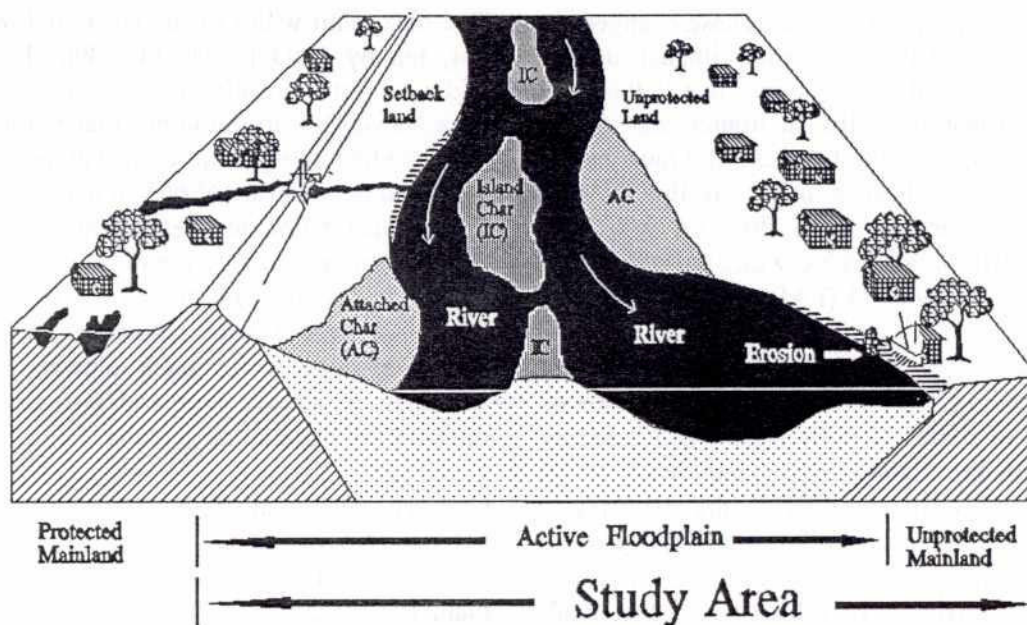 IC
Setback
land
Unprotected
Land
Island
Char
(IC)
AC
Attached
Char
(AC)
River
River
IC
Erosion
Protected
Mainland
Active Floodplain
Unprotected
Mainland
Study Area